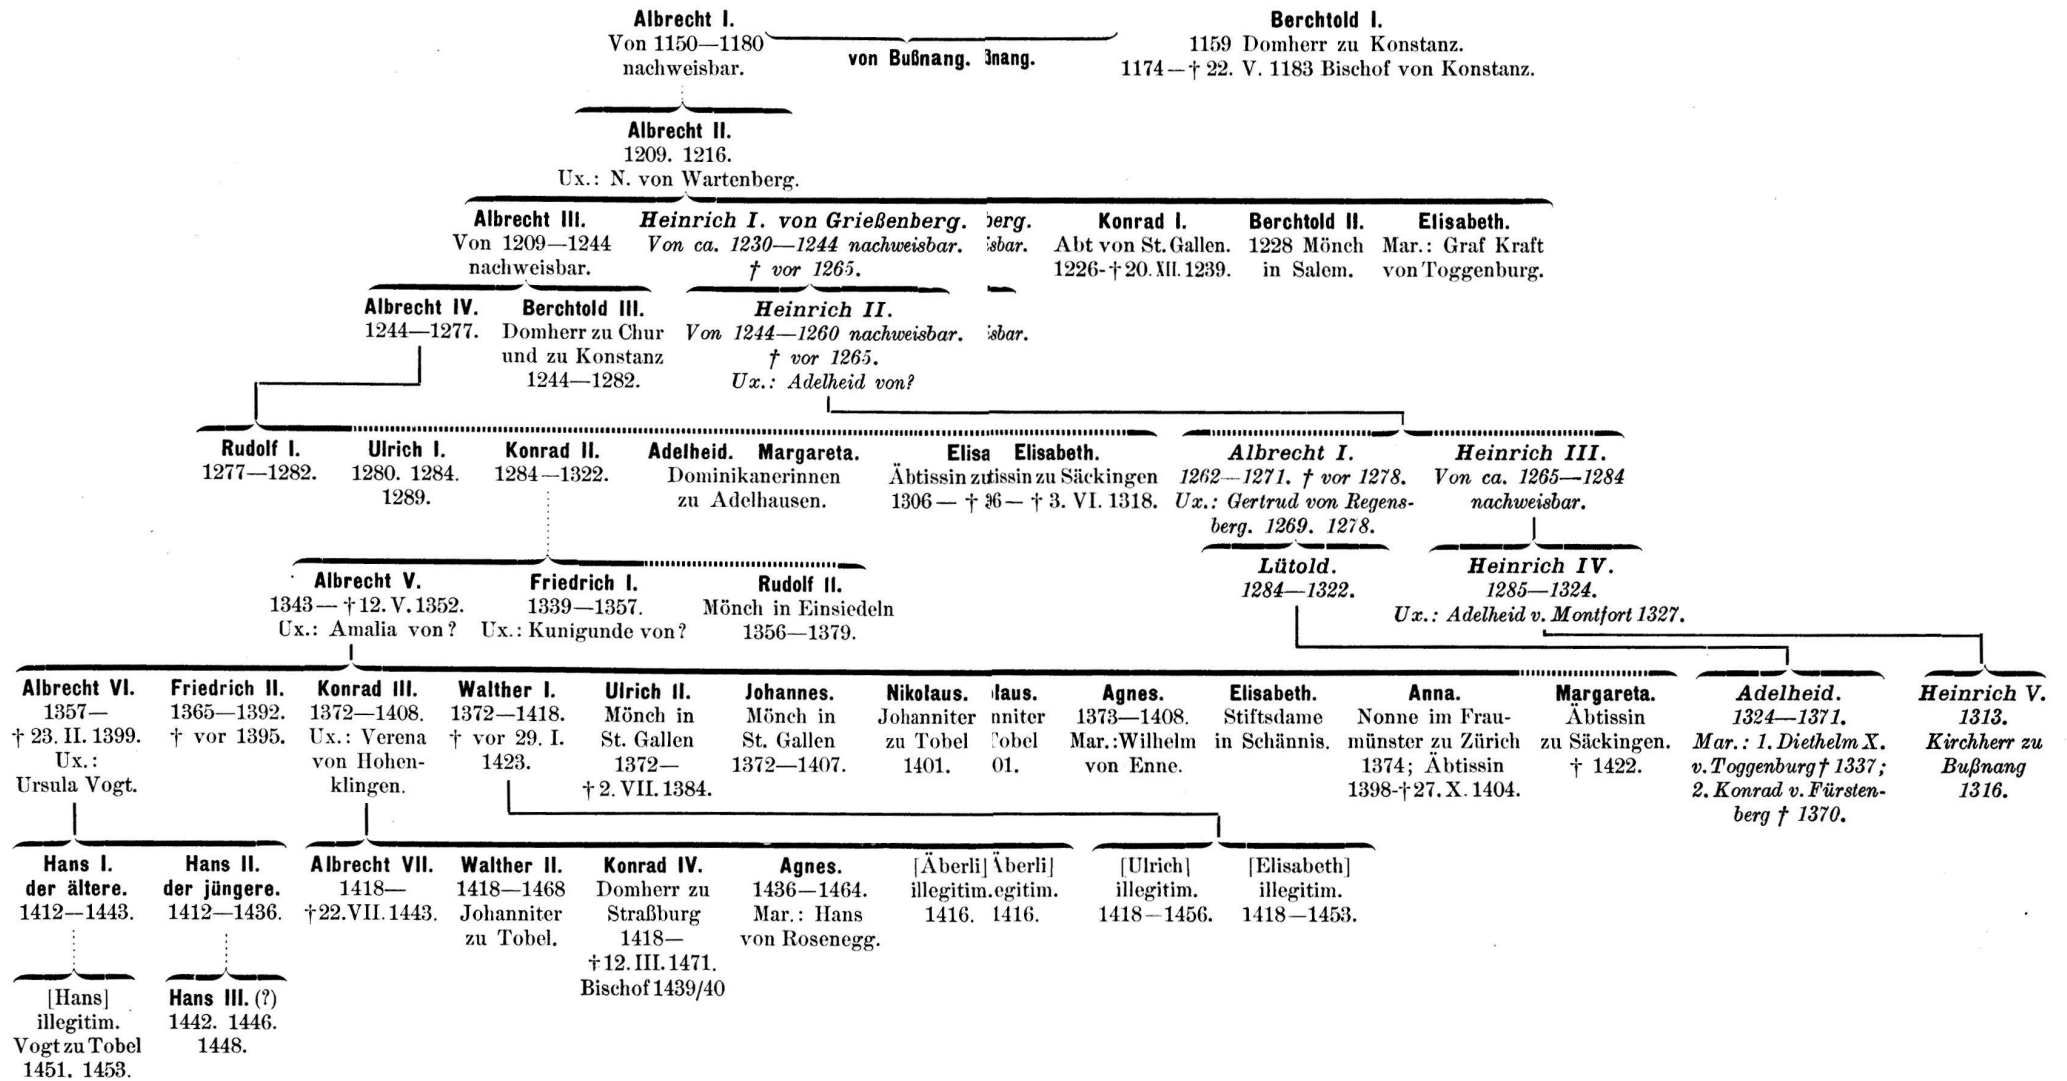 Albrecht I.
Von 1150—1180
nachweisbar.
von Bußnang. ßnang.
Berchtold I.
1159 Domherr zu Konstanz.
1174—† 22. V. 1183 Bischof von Konstanz.
Albrecht II.
1209. 1216.
Ux.: N. von Wartenberg.
Albrecht III.
Von 1209—1244
nachweisbar.
Heinrich I. von Grießenberg. berg.
Von ca. 1230—1244 nachweisbar. isbar.
† vor 1265.
Konrad I.
Abt von St. Gallen.
1226-†20. XII. 1239.
Berchtold II.
1228 Mönch
in Salem.
Elisabeth.
Mar.: Graf Kraft
von Toggenburg.
Albrecht IV.
1244—1277.
Berchtold III.
Domherr zu Chur
und zu Konstanz
1244—1282.
Heinrich II.
Von 1244—1260 nachweisbar. isbar.
† vor 1265.
Ux.: Adelheid von?
Rudolf I.
1277—1282.
Ulrich I.
1280. 1284.
1289.
Konrad II.
1284—1322.
Adelheid. Margareta.
Dominikanerinnen
zu Adelhausen.
Elisa Elisabeth.
Äbtissin zutissin zu Säckingen
1306— † 06— † 3. VI. 1318.
Albrecht I.
1262—1271. † vor 1278.
Ux.: Gertrud von Regens-
berg. 1269. 1278.
Heinrich III.
Von ca. 1265—1284
nachweisbar.
Albrecht V.
1343— †12. V. 1352.
Ux.: Amalia von?
Friedrich I.
1339—1357.
Ux.: Kunigunde von?
Rudolf II.
Mönch in Einsiedeln
1356—1379.
Lütold.
1284—1322.
Heinrich IV.
1285—1324.
Ux.: Adelheid v. Montfort 1327.
Albrecht VI.
1357—
† 23. II. 1399.
Ux.:
Ursula Vogt.
Friedrich II.
1365—1392.
† vor 1395.
Konrad III.
1372—1408.
Ux.: Verena
von Hohen-
klingen.
Walther I.
1372—1418.
† vor 29. I.
1423.
Ulrich II.
Mönch in
St. Gallen
1372—
†2. VII. 1384.
Johannes.
Mönch in
St. Gallen
1372—1407.
Nikolaus. laus.
Johanniter nniter
zu Tobel Tobel
1401. 01.
Agnes.
1373—1408.
Mar.: Wilhelm
von Enne.
Elisabeth.
Stiftsdame
in Schännis.
Anna.
Nonne im Frau-
münster zu Zürich
1374; Äbtissin
1398-†27. X. 1404.
Margareta.
Äbtissin
zu Säckingen.
† 1422.
Adelheid.
1324—1371.
Mar.: 1. Diethelm X.
v. Toggenburg † 1337;
2. Konrad v. Fürsten-
berg † 1370.
Heinrich V.
1313.
Kirchherr zu
Bußnang
1316.
Hans I.
der ältere.
1412—1443.
Hans II.
der jüngere.
1412—1436.
Albrecht VII.
1418—
†22. VII. 1443.
Walther II.
1418—1468
Johanniter
zu Tobel.
Konrad IV.
Domherr zu
Straßburg
1418—
†12. III. 1471.
Bischof 1439/40
Agnes.
1436—1464.
Mar.: Hans
von Rosenegg.
[Äberli] Äberli]
illegitim. egitim.
1416. 1416.
[Ulrich]
illegitim.
1418—1456.
[Elisabeth]
illegitim.
1418—1453.
[Hans]
illegitim.
Vogt zu Tobel
1451. 1453.
Hans III. (?)
1442. 1446.
1448.